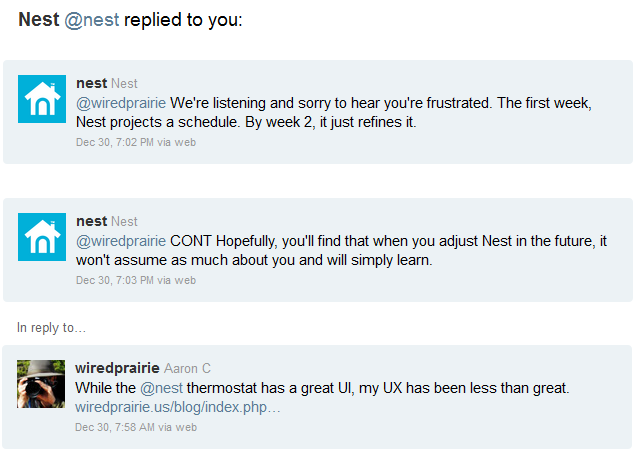 Nest @nest replied to you:
nest Nest
@wiredprairie We're listening and sorry to hear you're frustrated. The first week,
Nest projects a schedule. By week 2, it just refines it.
Dec 30, 7:02 PM via web
nest Nest
@wiredprairie CONT Hopefully, you'll find that when you adjust Nest in the future, it
won't assume as much about you and will simply learn.
Dec 30, 7:03 PM via web
In reply to…
wiredprairie Aaron C
While the @nest thermostat has a great UI, my UX has been less than great.
wiredprairie.us/blog/index.php…
Dec 30, 7:58 AM via web